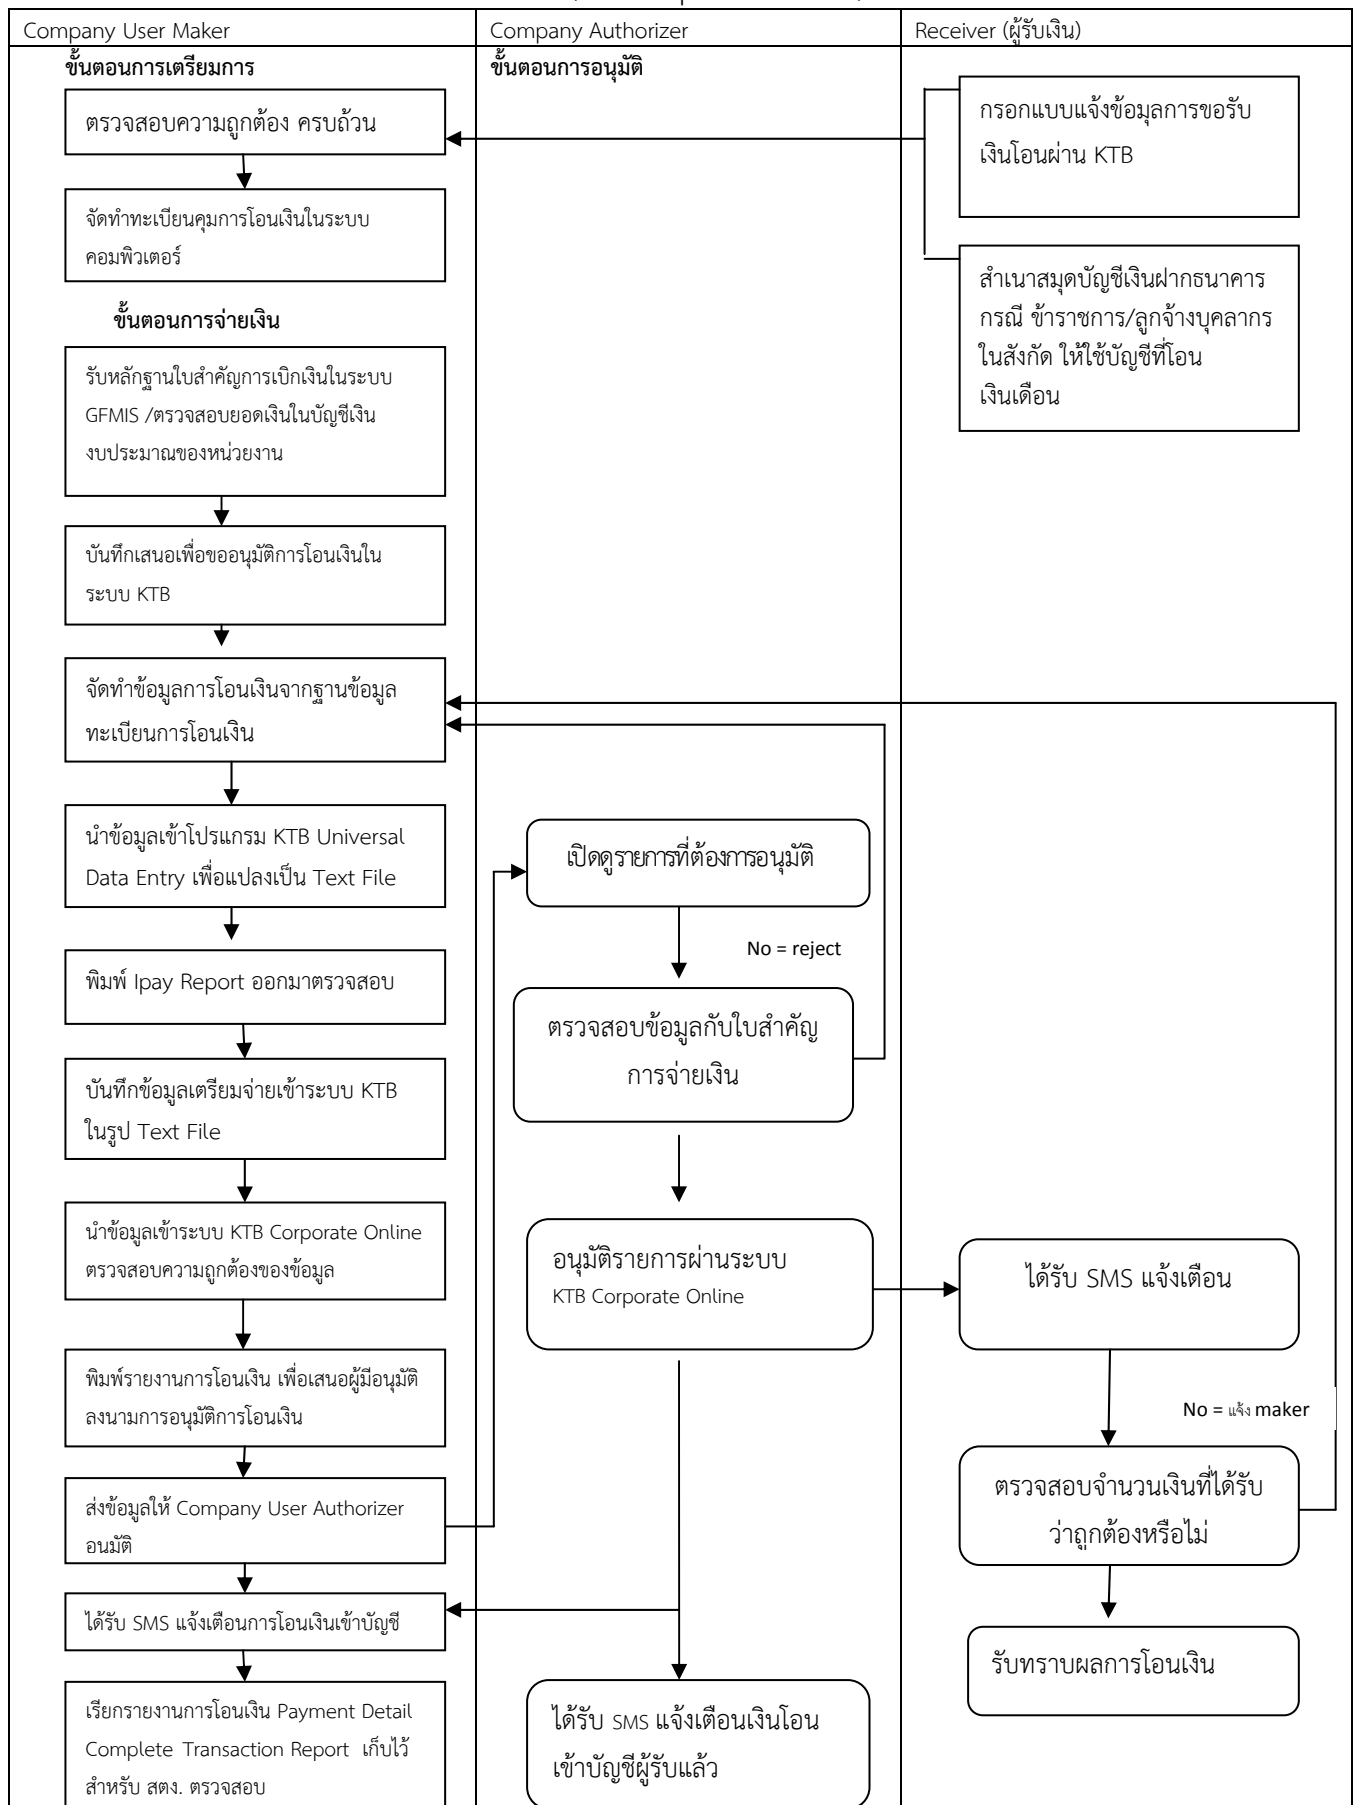 Company User Maker
Company Authorizer
Receiver (ผู้รับเงิน)
ขั้นตอนการเตรียมการ
ตรวจสอบความถูกต้อง ครบถ้วน
จัดทำทะเบียนคุมการโอนเงินในระบบ
คอมพิวเตอร์
ขั้นตอนการจ่ายเงิน
รับหลักฐานใบสำคัญการเบิกเงินในระบบ
GFMIS /ตรวจสอบยอดเงินในบัญชีเงิน
งบประมาณของหน่วยงาน
บันทึกเสนอเพื่อขออนุมัติการโอนเงินใน
ระบบ KTB
จัดทำข้อมูลการโอนเงินจากฐานข้อมูล
ทะเบียนการโอนเงิน
นำข้อมูลเข้าโปรแกรม KTB Universal
Data Entry เพื่อแปลงเป็น Text File
พิมพ์ Ipay Report ออกมาตรวจสอบ
บันทึกข้อมูลเตรียมจ่ายเข้าระบบ KTB
ในรูป Text File
นำข้อมูลเข้าระบบ KTB Corporate Online
ตรวจสอบความถูกต้องของข้อมูล
พิมพ์รายงานการโอนเงิน เพื่อเสนอผู้มีอนุมัติ
ลงนามการอนุมัติการโอนเงิน
ส่งข้อมูลให้ Company User Authorizer
อนมัติ
ได้รับ SMS แจ้งเตือนการโอนเงินเข้าบัญชี
เรียกรายงานการโอนเงิน Payment Detail
Complete Transaction Report เก็บไว้
สำหรับ สตง. ตรวจสอบ
ขั้นตอนการอนุมัติ
เปิดดูรายการที่ต้องการอนุมัติ
No = reject
ตรวจสอบข้อมูลกับใบสำคัญ
การจ่ายเงิน
อนุมัติรายการผ่านระบบ
KTB Corporate Online
ได้รับ SMS แจ้งเตือนเงินโอน
เข้าบัญชีผู้รับแล้ว
กรอกแบบแจ้งข้อมุลการขอรับ
เงินโอนผ่าน KTB
สำเนาสมุดบัญชีเงินฝากธนาคาร
กรณี ข้าราชการ/ลูกจ้างบุคลากร
ในสังกัด ให้ใช้บัญชีที่โอน
เงินเดือน
ได้รับ SMS แจ้งเตือน
No = แจ้ง maker
ตรวจสอบจำนวนเงินที่ได้รับ
ว่าถูกต้องหรือไม่
รับทราบผลการโอนเงิน